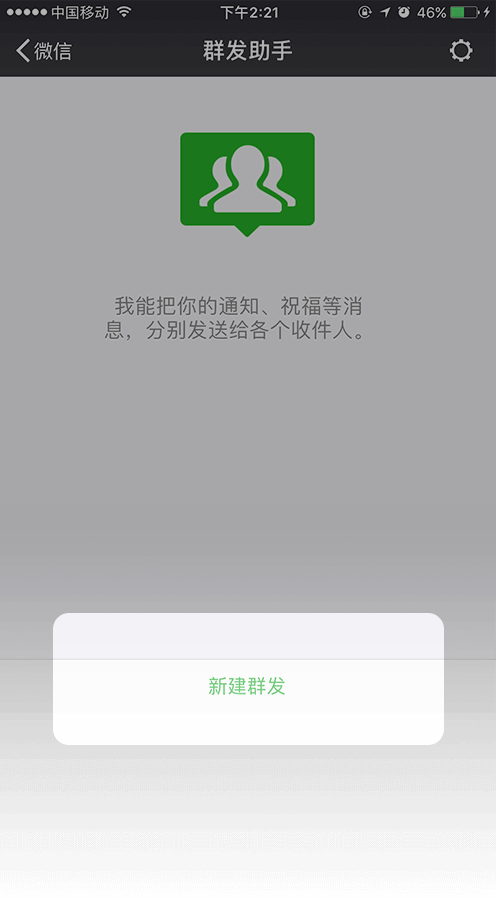 中国移动 下午2:21 46%
微信 群发助手
我能把你的通知、祝福等消
息，分别发送给各个收件人。
新建群发